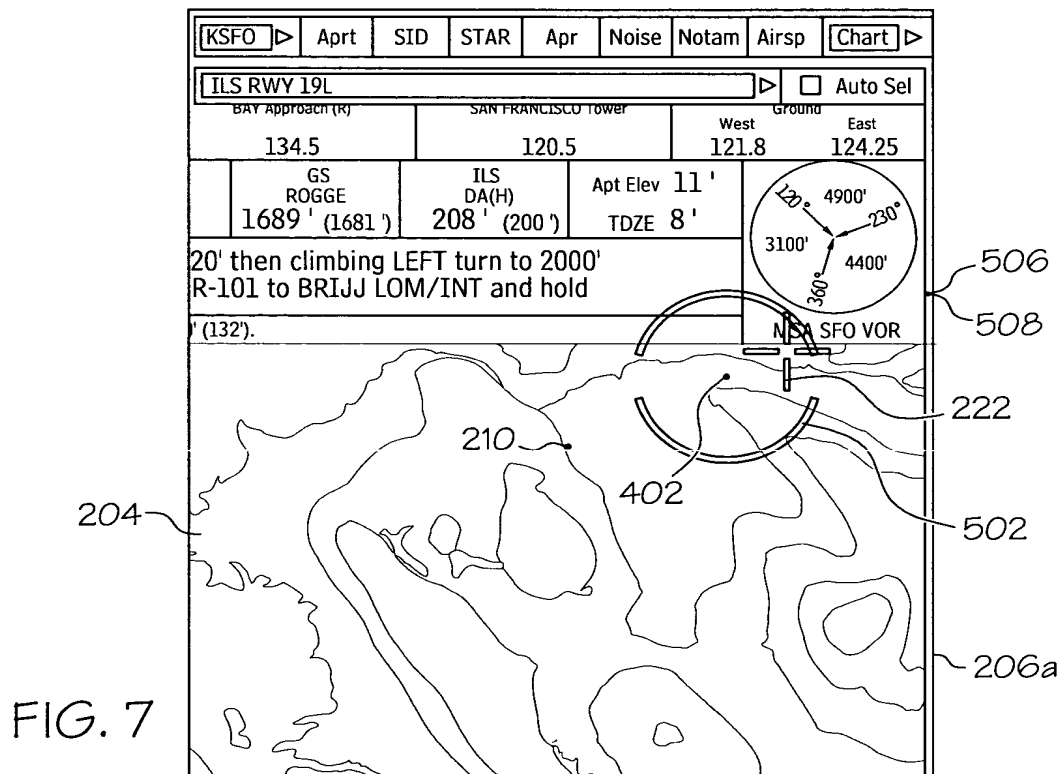 KSFO Aprt SID STAR Apr Noise Notam Airsp Chart
ILS RWY 19L Auto Sel
BAY Approach (R) SAN FRANCISCO Tower Ground
West East
134.5 120.5 121.8 124.25
GS ILS
ROGGE DA(H) Apt Elev 11'
1689' (1681') 208' (200') TDZE 8'
120° 4900' 230°
3100' 4400'
360°
20' then climbing LEFT turn to 2000'
R-101 to BRIJJ LOM/INT and hold
)' (132').
MSA SFO VOR
506
508
222
210
402
204
502
206a
FIG. 7